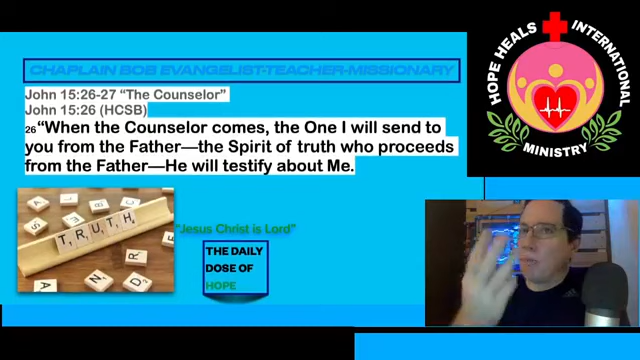 CHAPLAIN BOB EVANGELIST-TEACHER-MISSIONARY
John 15:26-27 “The Counselor”
John 15:26 (HCSB)
26 “When the Counselor comes, the One I will send to
you from the Father—the Spirit of truth who proceeds
from the Father—He will testify about Me.
TRUTH
"Jesus Christ is Lord"
THE DAILY
DOSE OF
HOPE
HOPE HEALS INTERNATIONAL
MINISTRY